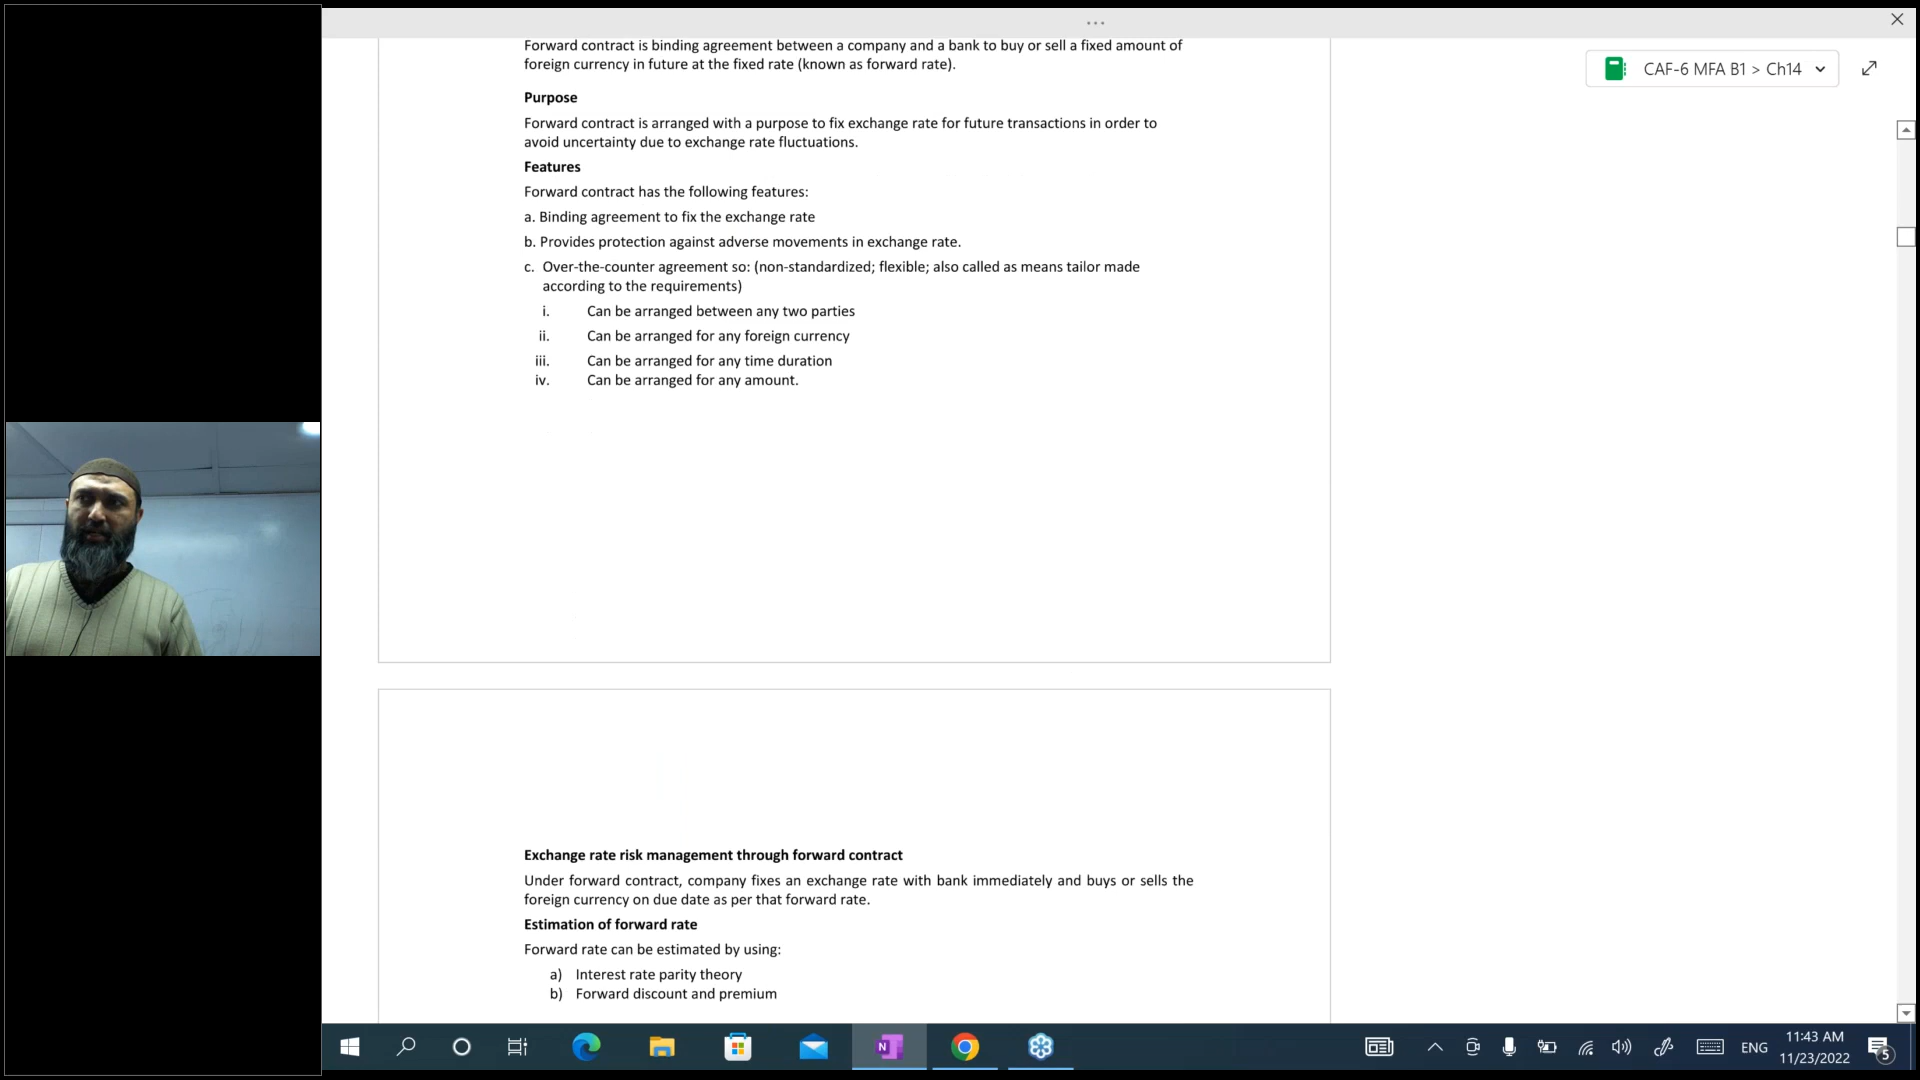 CAF-6 MFA B1 > Ch14
Forward contract is binding agreement between a company and a bank to buy or sell a fixed amount of
foreign currency in future at the fixed rate (known as forward rate).
Purpose
Forward contract is arranged with a purpose to fix exchange rate for future transactions in order to
avoid uncertainty due to exchange rate fluctuations.
Features
Forward contract has the following features:
a. Binding agreement to fix the exchange rate
b. Provides protection against adverse movements in exchange rate.
c. Over-the-counter agreement so: (non-standardized; flexible; also called as means tailor made
according to the requirements)
i. Can be arranged between any two parties
ii. Can be arranged for any foreign currency
iii. Can be arranged for any time duration
iv. Can be arranged for any amount.
Exchange rate risk management through forward contract
Under forward contract, company fixes an exchange rate with bank immediately and buys or sells the
foreign currency on due date as per that forward rate.
Estimation of forward rate
Forward rate can be estimated by using:
a) Interest rate parity theory
b) Forward discount and premium
N
ENG
11:43 AM
11/23/2022
5